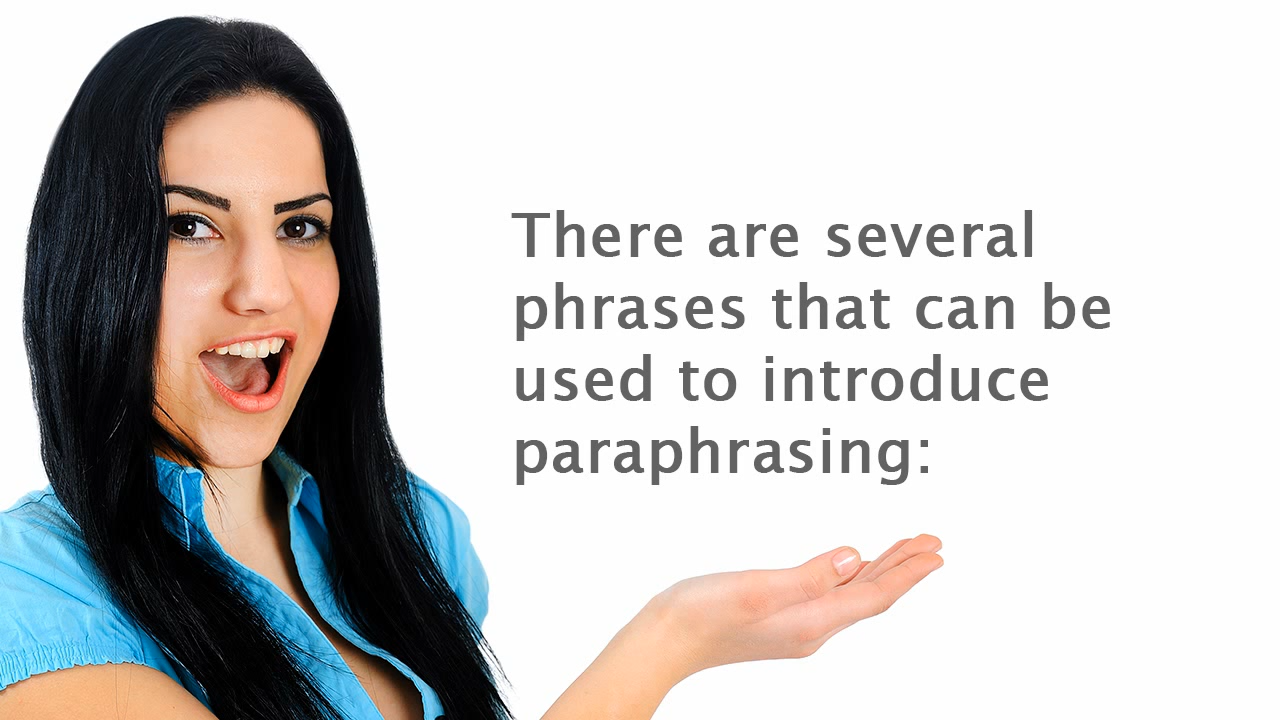 There are several
phrases that can be
used to introduce
paraphrasing: